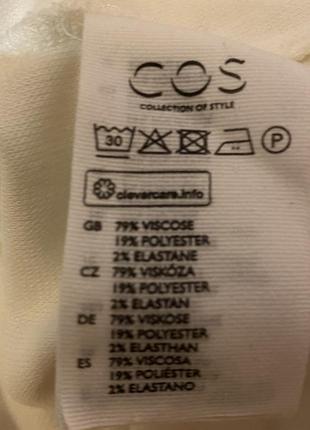 COS
COLLECTION OF STYLE
30 P
clevercare.info
GB 79% VISCOSE
19% POLYESTER
2% ELASTANE
CZ 79% VISKÓZA
19% POLYESTER
2% ELASTAN
DE 79% VISKOSE
19% POLYESTER
2% ELASTHAN
ES 79% VISCOSA
19% POLIÉSTER
2% ELASTANO